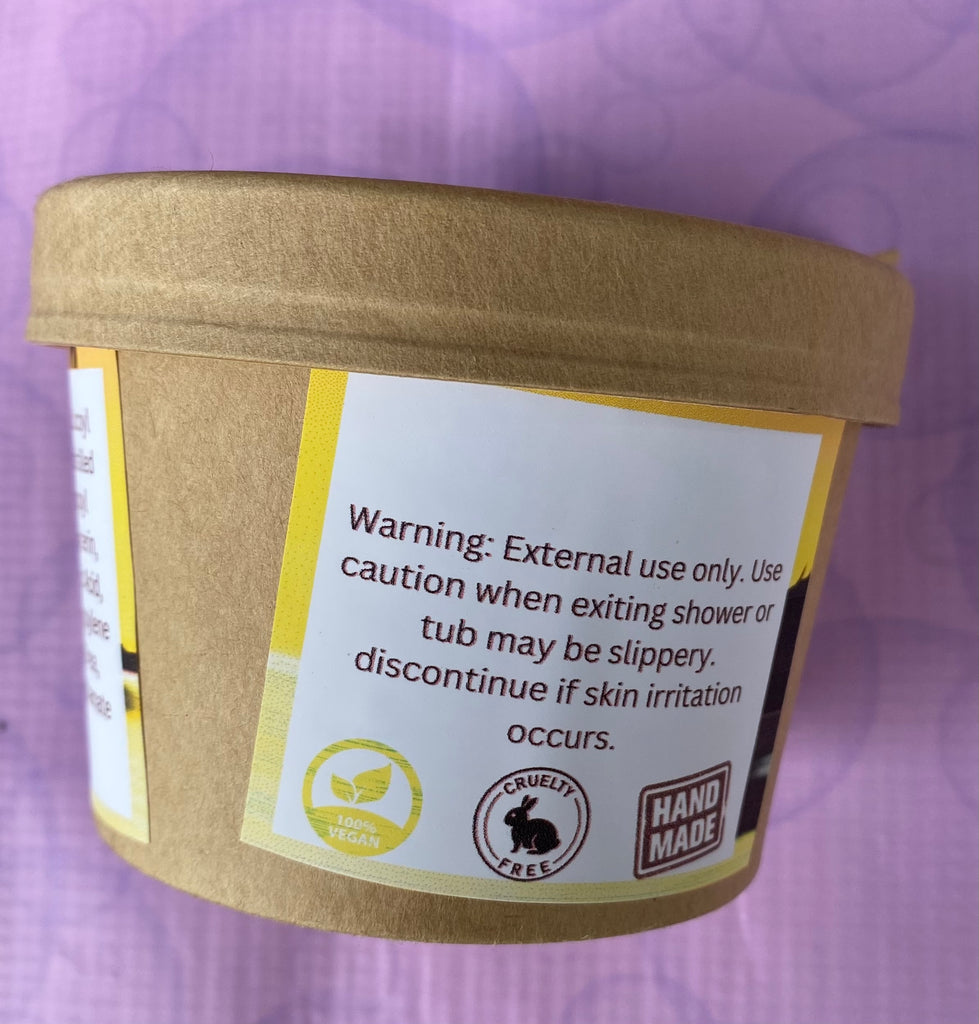 Warning: External use only. Use
caution when exiting shower or
tub may be slippery.
discontinue if skin irritation
occurs.
100%
VEGAN
CRUELTY
FREE
HAND
MADE